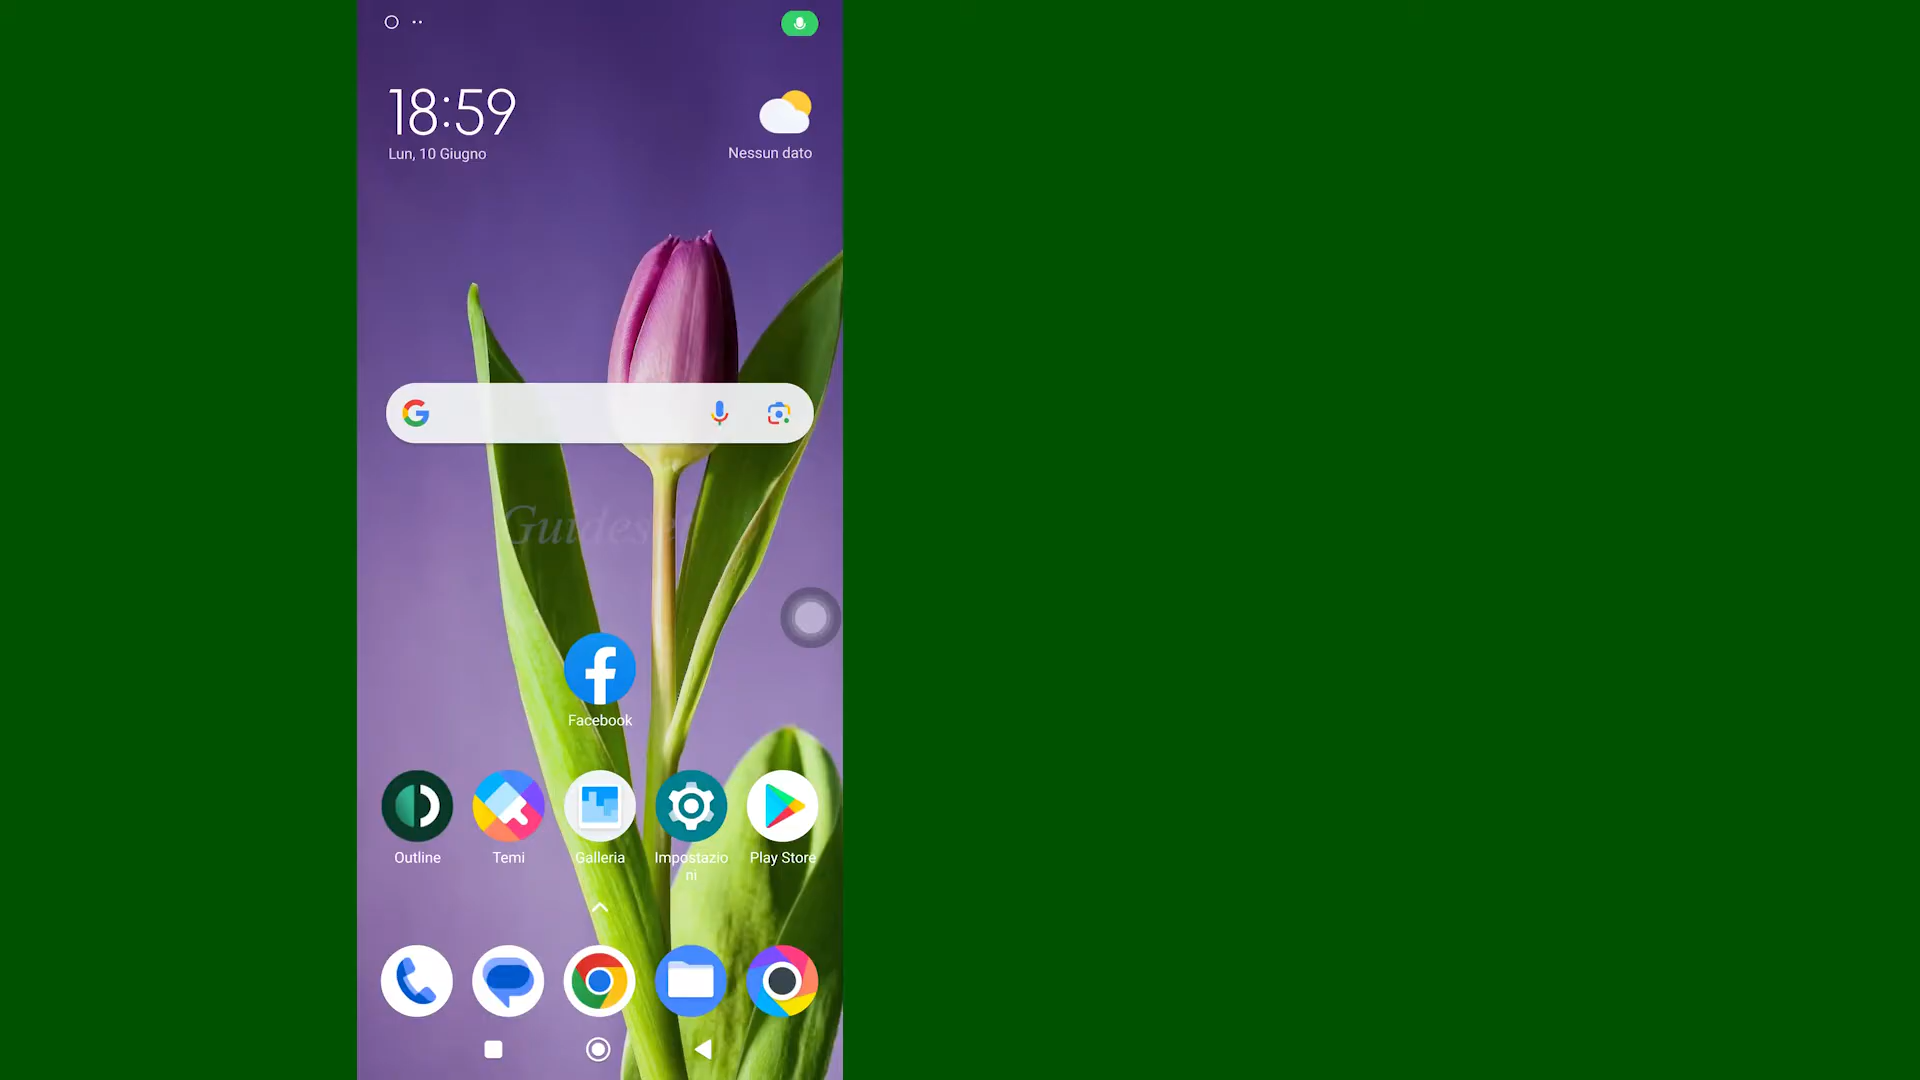 18:59
Lun, 10 Giugno
Nessun dato
Facebook
Outline
Temi
Galleria
Impostazio
ni
Play Store